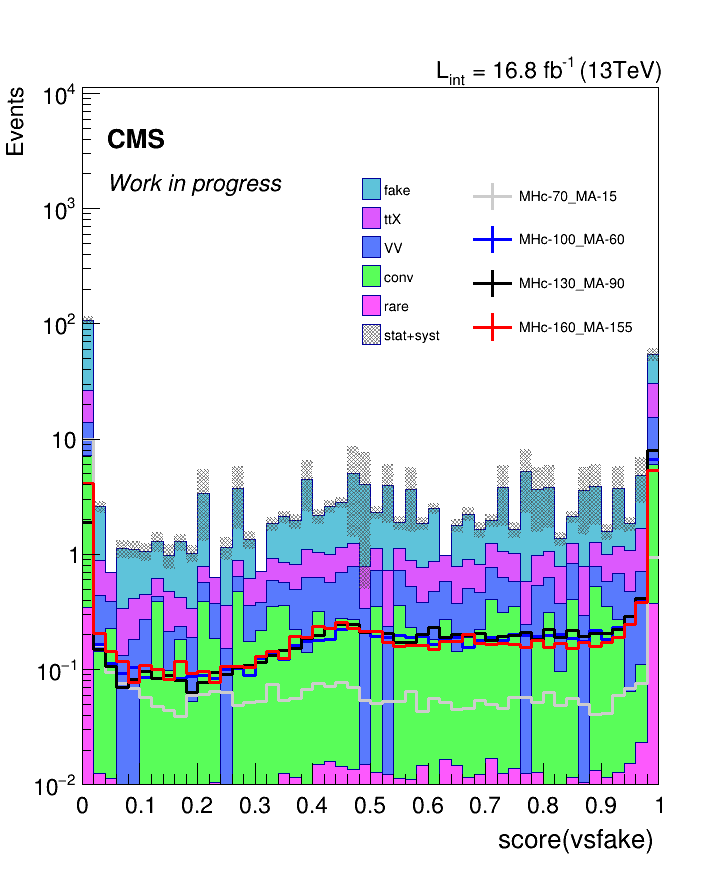 L_int = 16.8 fb^-1 (13TeV)
Events
CMS
Work in progress
fake
ttX
VV
conv
rare
stat+syst
MHc-70_MA-15
MHc-100_MA-60
MHc-130_MA-90
MHc-160_MA-155
10^4
10^3
10^2
10
1
10^-1
10^-2
0 0.1 0.2 0.3 0.4 0.5 0.6 0.7 0.8 0.9 1
score(vsfake)